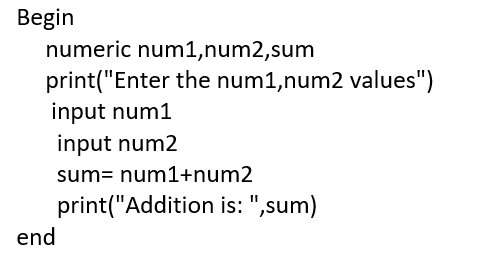 Begin
numeric num1,num2,sum
print("Enter the num1,num2 values")
input num1
input num2
sum= num1+num2
print("Addition is: ",sum)
end